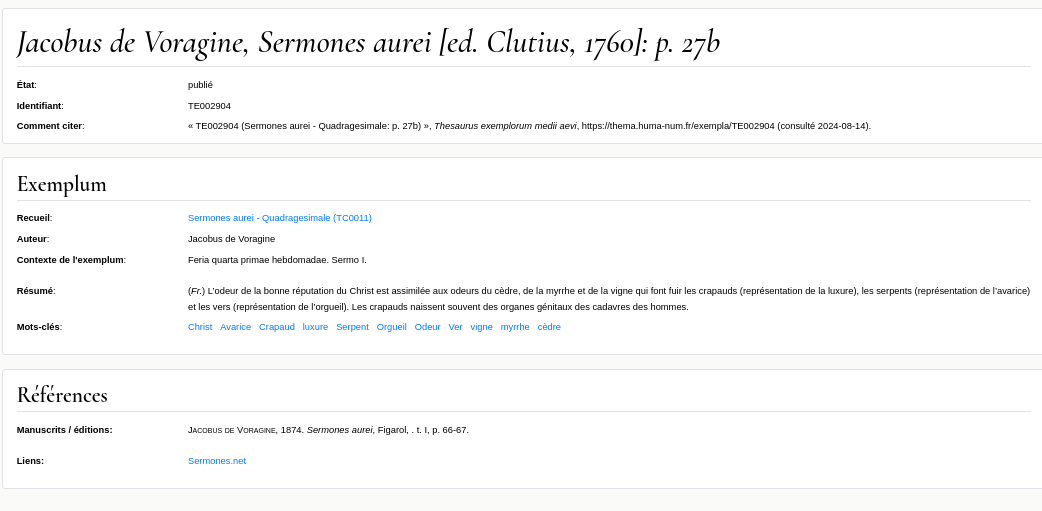 Jacobus de Voragine, Sermones aurei [ed. Clutius, 1760]: p. 27b
État: publié
Identifiant: TE002904
Comment citer: « TE002904 (Sermones aurei - Quadragesimale: p. 27b) », Thesaurus exemplorum medii aevi, https://thema.huma-num.fr/exempla/TE002904 (consulté 2024-08-14).
Exemplum
Recueil: Sermones aurei - Quadragesimale (TC0011)
Auteur: Jacobus de Voragine
Contexte de l'exemplum: Feria quarta primae hebdomadae. Sermo I.
Résumé: (Fr.) L’odeur de la bonne réputation du Christ est assimilée aux odeurs du cèdre, de la myrrhe et de la vigne qui font fuir les crapauds (représentation de la luxure), les serpents (représentation de l’avarice)
et les vers (représentation de l’orgueil). Les crapauds naissent souvent des organes génitaux des cadavres des hommes.
Mots-clés: Christ Avarice Crapaud luxure Serpent Orgueil Odeur Ver vigne myrrhe cèdre
Références
Manuscrits / éditions: Jacobus de Voragine, 1874. Sermones aurei, Figarol, . t. I, p. 66-67.
Liens: Sermones.net